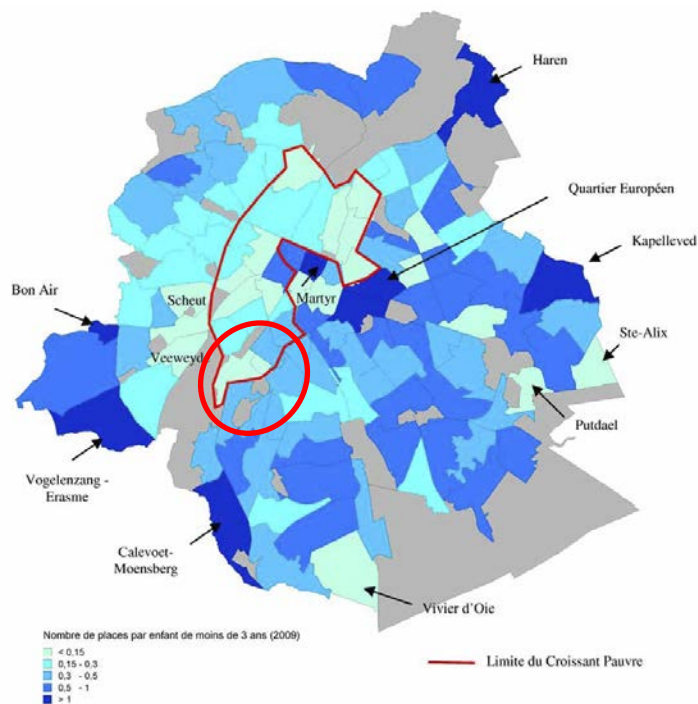 Haren
Quartier Européen
Kapelleved
Bon Air
Scheut
Martyr
Veeweyd
Ste-Alix
Putdael
Vogelenzang -
Erasme
Calevoet-
Moensberg
Vivier d'Oie
Nombre de places par enfant de moins de 3 ans (2009)
< 0,15
0,15 - 0,3
0,3 - 0,5
0,5 - 1
> 1
Limite du Croissant Pauvre